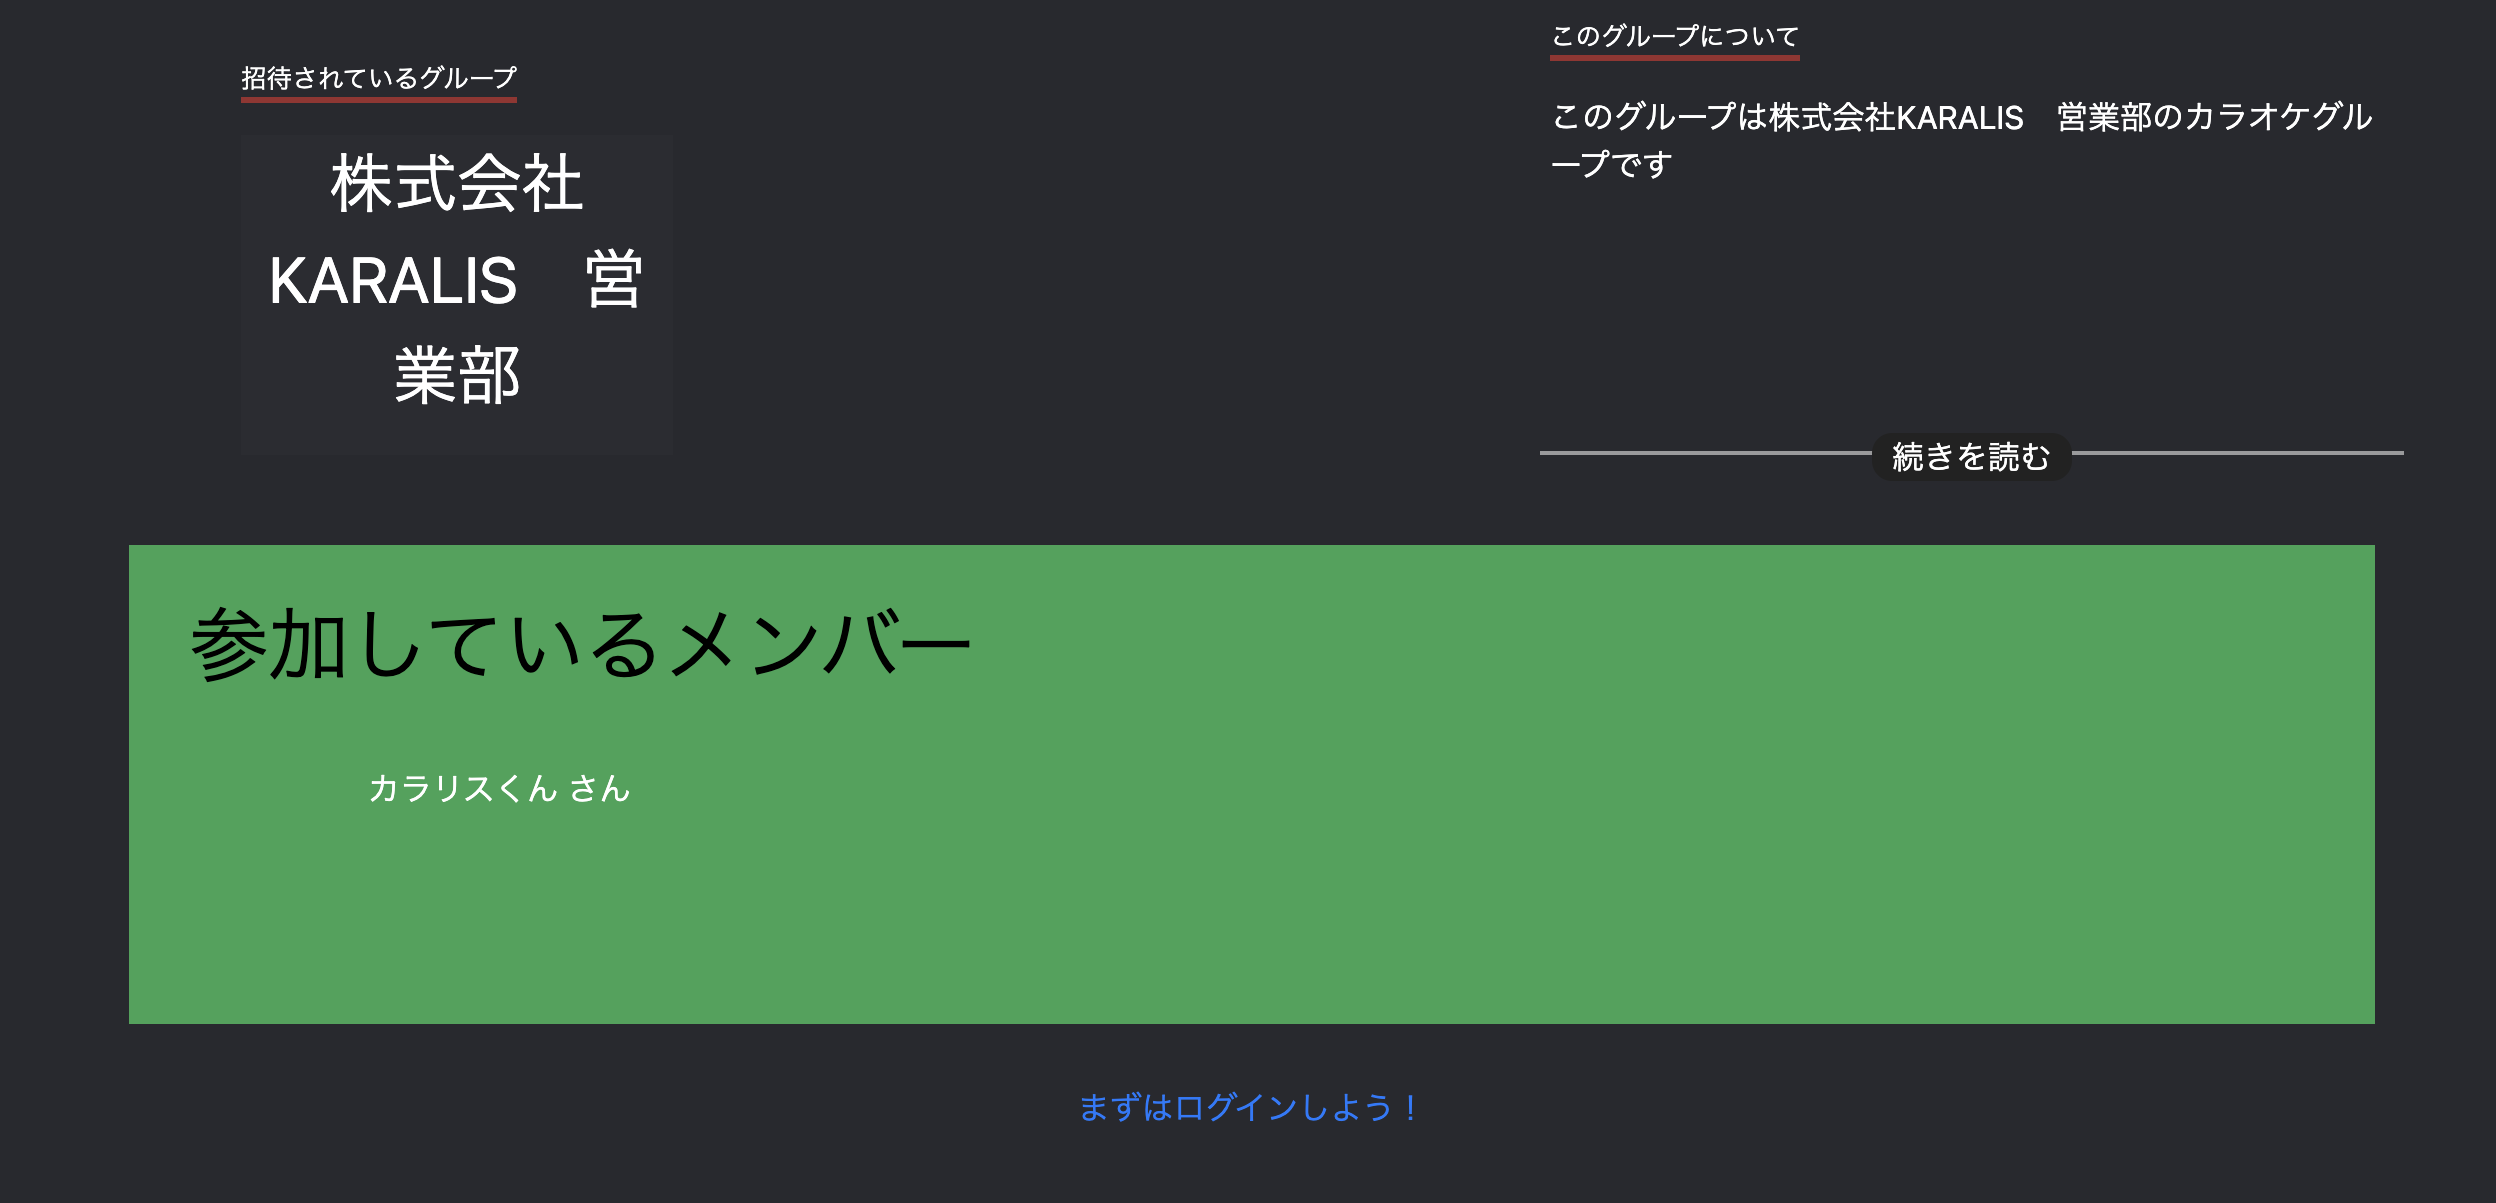 招待されているグループ
株式会社
KARALIS　営
業部
このグループについて
このグループは株式会社KARALIS　営業部のカラオケグル
ープです
続きを読む
参加しているメンバー
カラリスくん さん
まずはログインしよう！